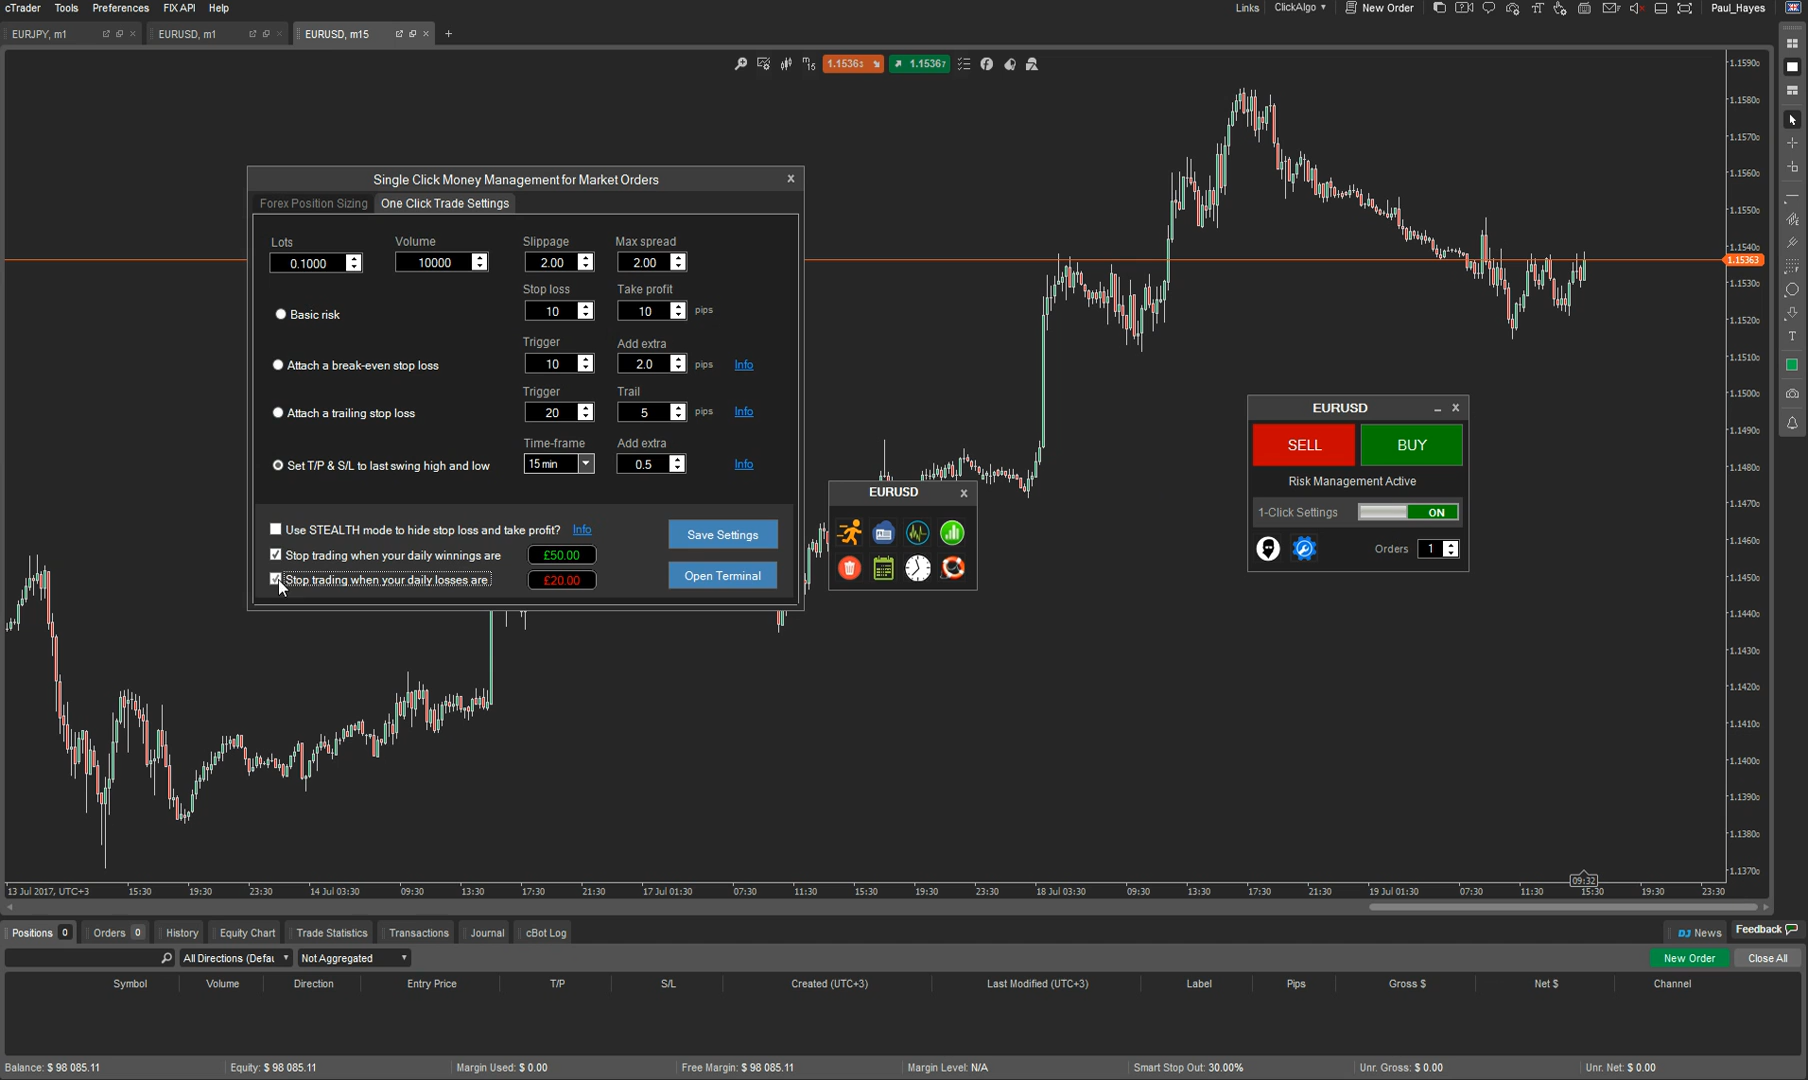 cTrader Tools Preferences FIX API Help Links ClickAlgo New Order Paul_Hayes
EURJPY, m1 EURUSD, m1 EURUSD, m15
m15 1.15363 1.15367
Single Click Money Management for Market Orders
Forex Position Sizing One Click Trade Settings
Lots Volume Slippage Max spread
0.1000 10000 2.00 2.00
Stop loss Take profit
Basic risk 10 10 pips
Trigger Add extra
Attach a break-even stop loss 10 2.0 pips Info
Trigger Trail
Attach a trailing stop loss 20 5 pips Info
Time-frame Add extra
Set T/P & S/L to last swing high and low 15 min 0.5 Info
Use STEALTH mode to hide stop loss and take profit? Info Save Settings
Stop trading when your daily winnings are £50.00
Stop trading when your daily losses are £20.00 Open Terminal
EURUSD
EURUSD
SELL BUY
Risk Management Active
1-Click Settings ON
Orders 1
1.15900
1.15800
1.15700
1.15600
1.15500
1.15400
1.15363
1.15300
1.15200
1.15100
1.15000
1.14900
1.14800
1.14700
1.14600
1.14500
1.14400
1.14300
1.14200
1.14100
1.14000
1.13900
1.13800
1.13700
09:32
13 Jul 2017, UTC+3 15:30 19:30 23:30 14 Jul 03:30 09:30 13:30 17:30 21:30 17 Jul 01:30 07:30 11:30 15:30 19:30 23:30 18 Jul 03:30 09:30 13:30 17:30 21:30 19 Jul 01:30 07:30 11:30 15:30 19:30 23:30
Positions 0 Orders 0 History Equity Chart Trade Statistics Transactions Journal cBot Log DJ News Feedback
All Directions (Defau Not Aggregated New Order Close All
Symbol Volume Direction Entry Price T/P S/L Created (UTC+3) Last Modified (UTC+3) Label Pips Gross $ Net $ Channel
Balance: $ 98 085.11 Equity: $ 98 085.11 Margin Used: $ 0.00 Free Margin: $ 98 085.11 Margin Level: N/A Smart Stop Out: 30.00% Unr. Gross: $ 0.00 Unr. Net: $ 0.00